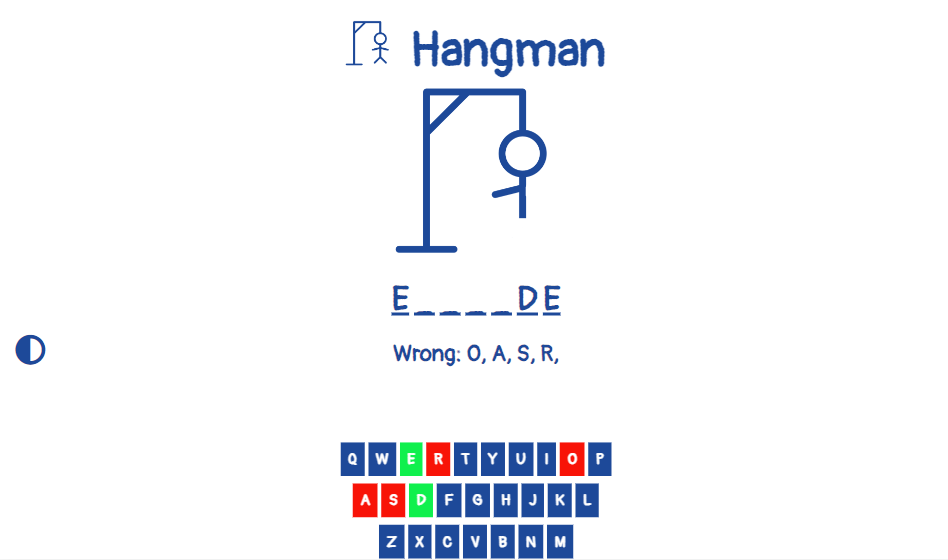 Hangman
E _ _ _ _ D E
Wrong: O, A, S, R,
Q W E R T Y U I O P
A S D F G H J K L
Z X C V B N M